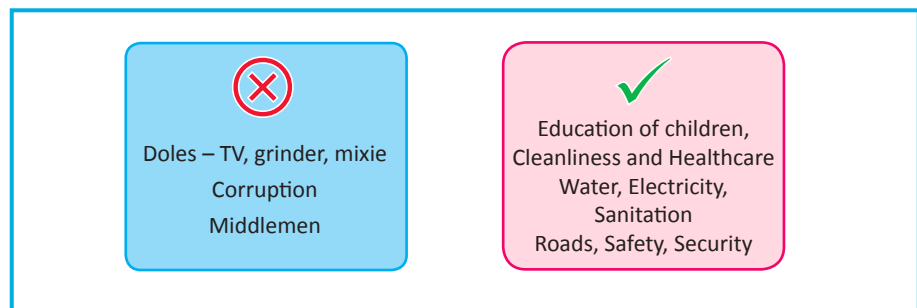 Doles – TV, grinder, mixie
Corruption
Middlemen
Education of children,
Cleanliness and Healthcare
Water, Electricity,
Sanitation
Roads, Safety, Security